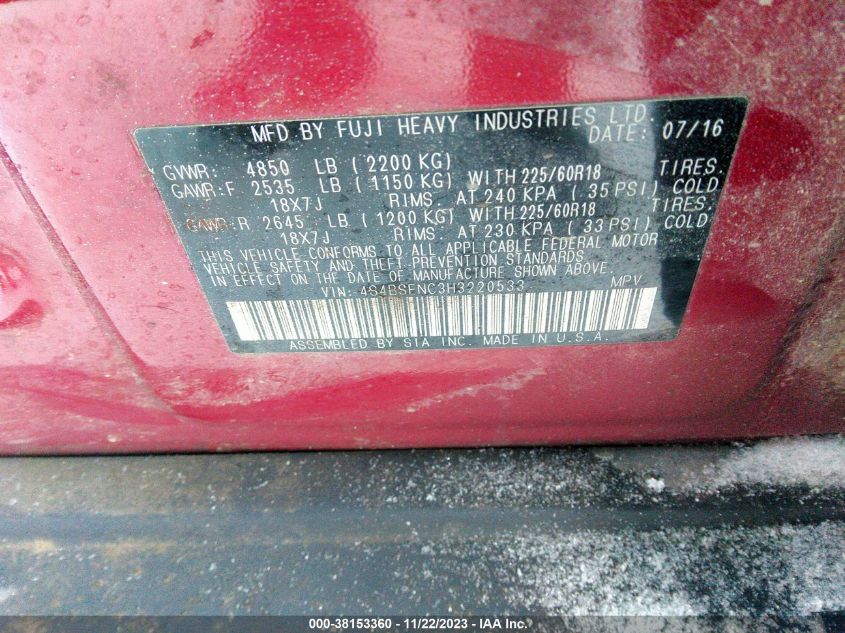 MFD BY FUJI HEAVY INDUSTRIES LTD.
DATE: 07/16
GVWR: 4850 LB (2200 KG)
GAWR:F 2535 LB (1150 KG) WITH 225/60R18 TIRES.
18X7J RIMS. AT 240 KPA (35 PSI) COLD
GAWR:R 2645 LB (1200 KG) WITH 225/60R18 TIRES.
18X7J RIMS. AT 230 KPA (33 PSI) COLD
THIS VEHICLE CONFORMS TO ALL APPLICABLE FEDERAL MOTOR
VEHICLE SAFETY AND THEFT PREVENTION STANDARDS
IN EFFECT ON THE DATE OF MANUFACTURE SHOWN ABOVE.
VIN: 4S4BSENC3H3220533 MPV
ASSEMBLED BY SIA INC. MADE IN U.S.A.
000-38153360 - 11/22/2023 - IAA Inc.